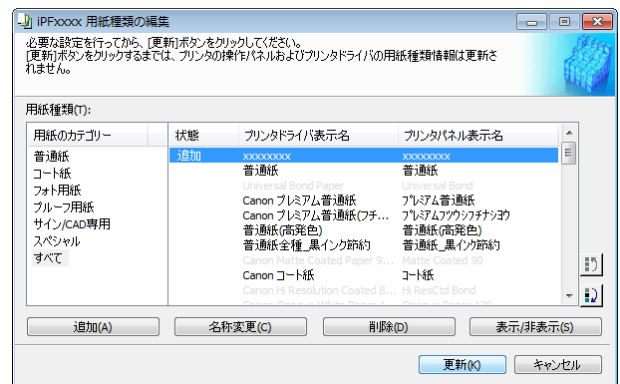 iPFxxxx 用紙種類の編集
必要な設定を行ってから、[更新]ボタンをクリックしてください。
[更新]ボタンをクリックするまでは、プリンタの操作パネルおよびプリンタドライバの用紙種類情報は更新さ
れません。
用紙種類(T):
用紙のカテゴリー 状態 プリンタドライバ表示名 プリンタパネル表示名
普通紙
コート紙
フォト用紙
プルーフ用紙
サイン/CAD専用
スペシャル
すべて
追加 xxxxxxxx xxxxxxxx
普通紙 普通紙
Universal Bond Paper Universal Bond
Canon プレミアム普通紙 プレミアム普通紙
Canon プレミアム普通紙(フチ... プレミアムフツウシフチナシヨウ
普通紙(高発色) 普通紙(高発色)
普通紙全種_黒インク節約 普通紙_黒インク節約
Canon Matte Coated Paper 9... Matte Coated 90
Canon コート紙 コート紙
Canon Hi Resolution Coated B... Hi ResCtd Bond
追加(A) 名称変更(C) 削除(D) 表示/非表示(S)
更新(K) キャンセル